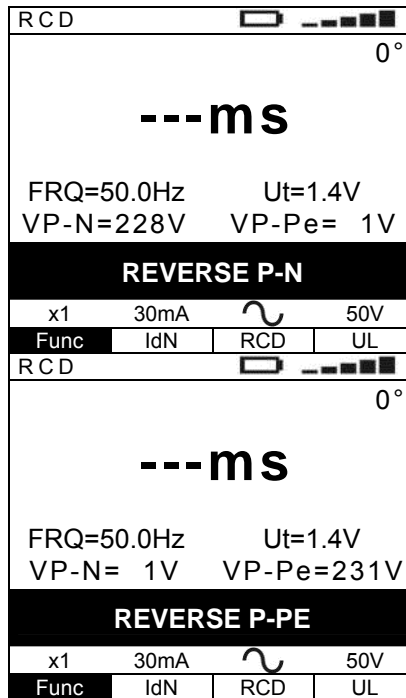 RCD
0°
---ms
FRQ=50.0Hz Ut=1.4V
VP-N=228V VP-Pe= 1V
REVERSE P-N
x1 30mA 50V
Func IdN RCD UL
RCD
0°
---ms
FRQ=50.0Hz Ut=1.4V
VP-N= 1V VP-Pe=231V
REVERSE P-PE
x1 30mA 50V
Func IdN RCD UL